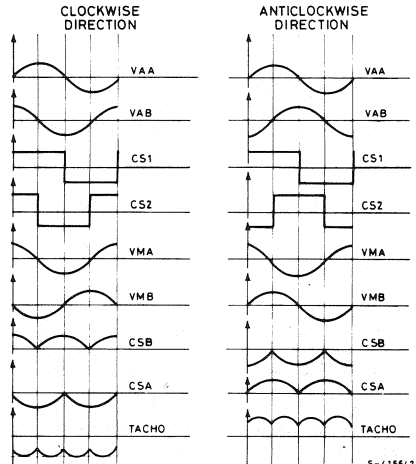 CLOCKWISE
DIRECTION
VAA
VAB
CS1
CS2
VMA
VMB
CSB
CSA
TACHO
ANTICLOCKWISE
DIRECTION
VAA
VAB
CS1
CS2
VMA
VMB
CSB
CSA
TACHO